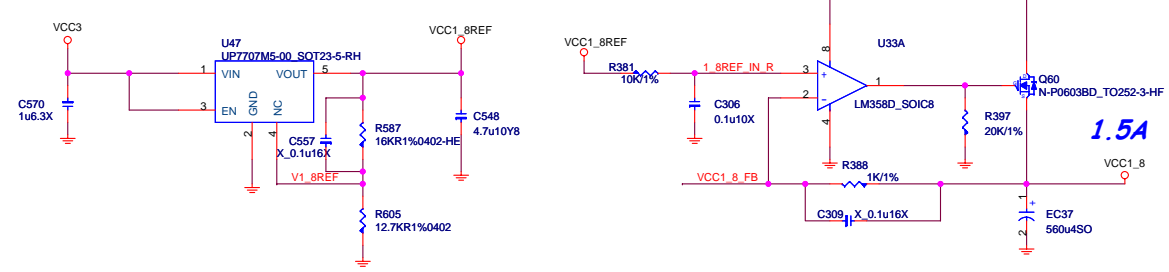 VCC3
U47
UP7707M5-00_SOT23-5-RH
1
VIN
VOUT
5
3
EN
GND
NC
2
4
C570
1u6.3X
VCC1_8REF
C548
4.7u10Y8
C557
X_0.1u16X
R587
16KR1%0402-HE
V1_8REF
R605
12.7KR1%0402
VCC1_8REF
R381
10K/1%
1_8REF_IN_R
C306
0.1u10X
U33A
8
3
+
2
-
1
4
LM358D_SOIC8
Q60
N-P0603BD_TO252-3-HF
R397
20K/1%
1.5A
VCC1_8
VCC1_8_FB
R388
1K/1%
C309
X_0.1u16X
1
+
2
EC37
560u4SO